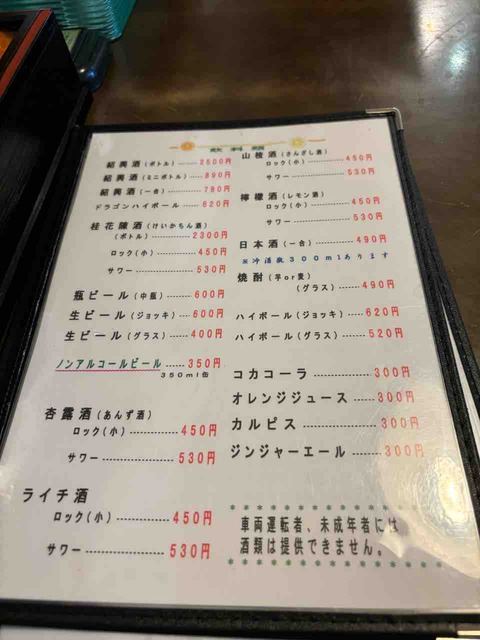 飲料類
紹興酒(ボトル)-------2500円
紹興酒(ミニボトル)------890円
紹興酒(一合)---------780円
ドラゴンハイボール------620円
桂花陳酒(けいかちん酒)
(ボトル)---------2300円
ロック(小)---------450円
サワー------------530円
瓶ビール(中瓶)-------600円
生ビール(ジョッキ)-----600円
生ビール(グラス)------400円
ノンアルコールビール------350円
350ml缶
杏露酒(あんず酒)
ロック(小)-----------450円
サワー---------------530円
ライチ酒
ロック(小)------------450円
サワー---------------530円
山楂酒(さんざし酒)
ロック(小)-----------450円
サワー---------------530円
檸檬酒(レモン酒)
ロック(小)-----------450円
サワー---------------530円
日本酒(一合)--------490円
※冷酒瓶300mlあります
焼酎(芋or麦)
(グラス)--------490円
ハイボール(ジョッキ)------620円
ハイボール(グラス)-------520円
コカコーラ-----------300円
オレンジジュース----300円
カルピス------------300円
ジンジャーエール-----300円
車両運転者、未成年者には
酒類は提供できません。